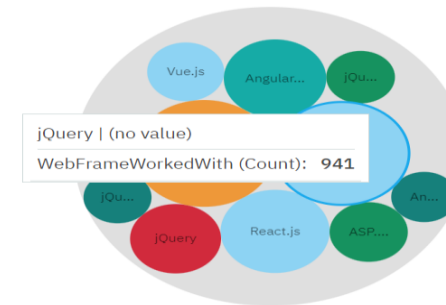 Vue.js
Angular...
jQu...
jQuery | (no value)
WebFrameWorkedWith (Count): 941
jQu...
An...
jQuery
React.js
ASP....